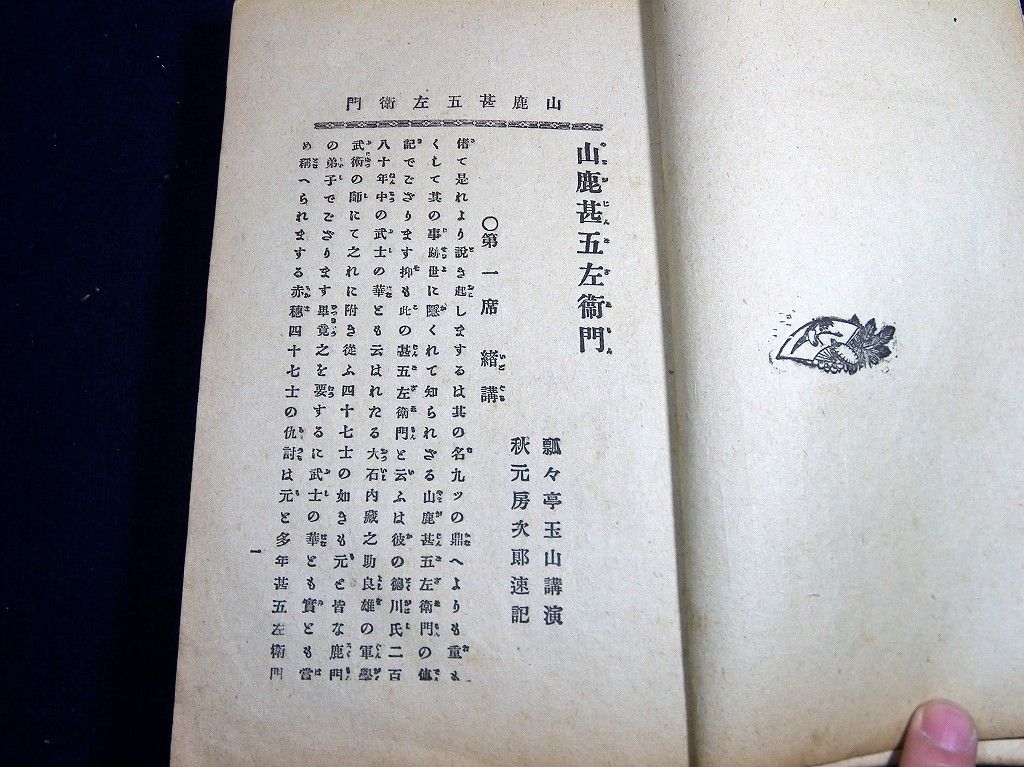 山鹿甚五左衛門
山鹿甚五左衛門
瓢々亭玉山講演
秋元房次郎速記
○第一席 緒講
偖て是れより説き起しまするは其の名九ッの鼎へよりも重も
くして其の事跡世に隱くれて知られざる山鹿甚五左衛門の傳
記でござります抑も此の甚五左衛門と云ふは彼の德川氏二百
八十年中の武士の華とも云はれたる大石内藏之助良雄の軍學
武術の師にて之れに附き從ふ四十七士の如きも元と皆な鹿門
の弟子でござります畢竟之を要するに武士の華とも實とも賞
め稱へられまする赤穗四十七士の仇討は元と多年甚五左衛門
一